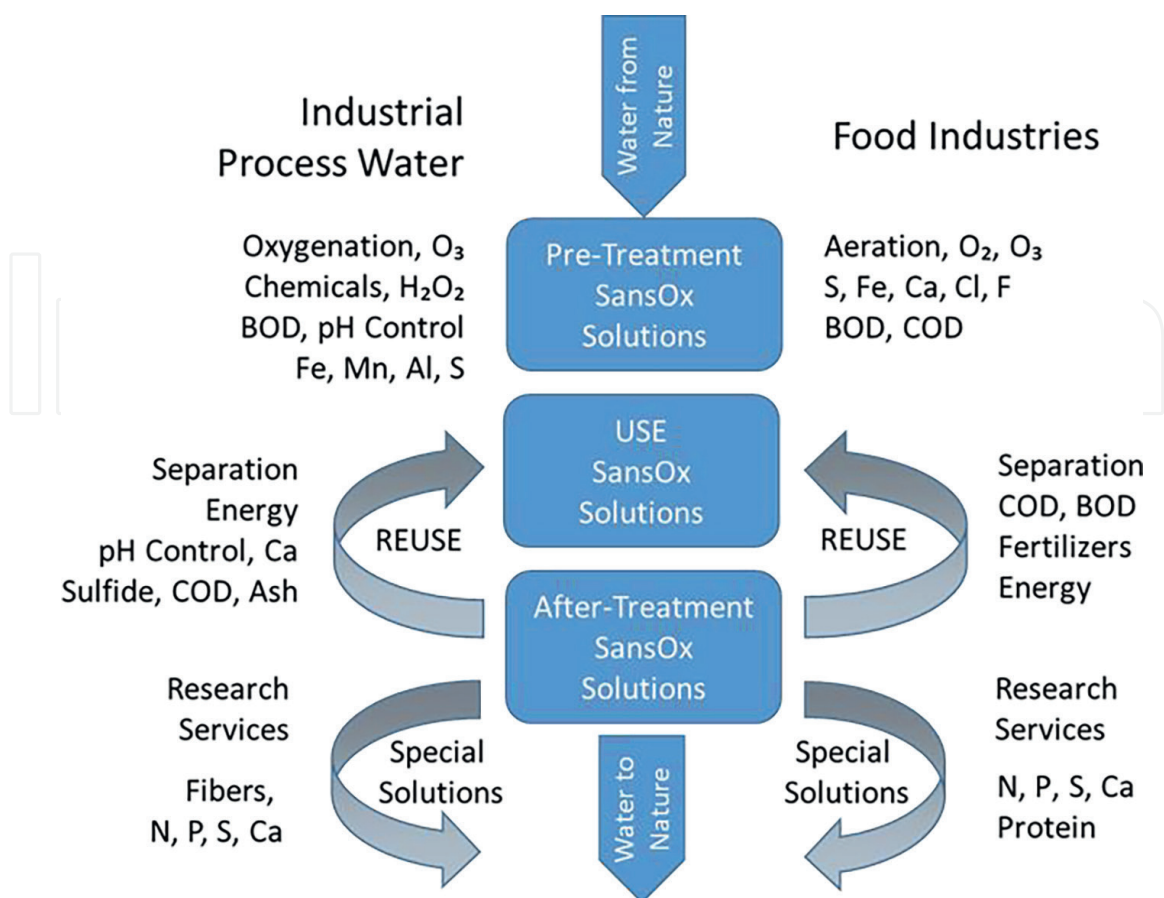 Water from
Nature
Industrial
Process Water
Food Industries
Oxygenation, O₃
Chemicals, H₂O₂
BOD, pH Control
Fe, Mn, Al, S
Pre-Treatment
SansOx
Solutions
Aeration, O₂, O₃
S, Fe, Ca, Cl, F
BOD, COD
Separation
Energy
pH Control, Ca
Sulfide, COD, Ash
REUSE
USE
SansOx
Solutions
REUSE
Separation
COD, BOD
Fertilizers
Energy
After-Treatment
SansOx
Solutions
Research
Services
Fibers,
N, P, S, Ca
Special
Solutions
Water to
Nature
Special
Solutions
Research
Services
N, P, S, Ca
Protein